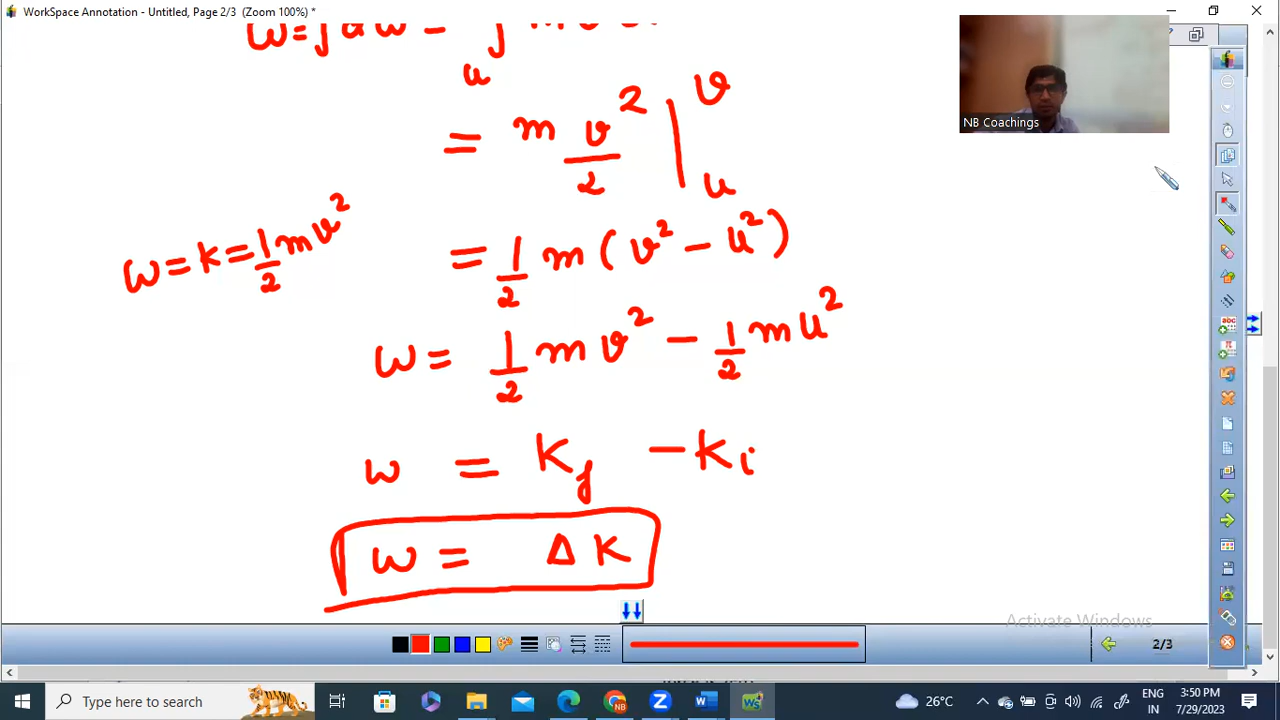 WorkSpace Annotation - Untitled, Page 2/3 (Zoom 100%) *
NB Coachings
u
= m v²/2 | v u
w = k = 1/2 mv²
= 1/2 m (v² - u²)
w = 1/2 mv² - 1/2 mu²
w = Kf - Ki
w = Δ K
Activate Windows
2/3
Type here to search
26°C
ENG
IN
3:50 PM
7/29/2023